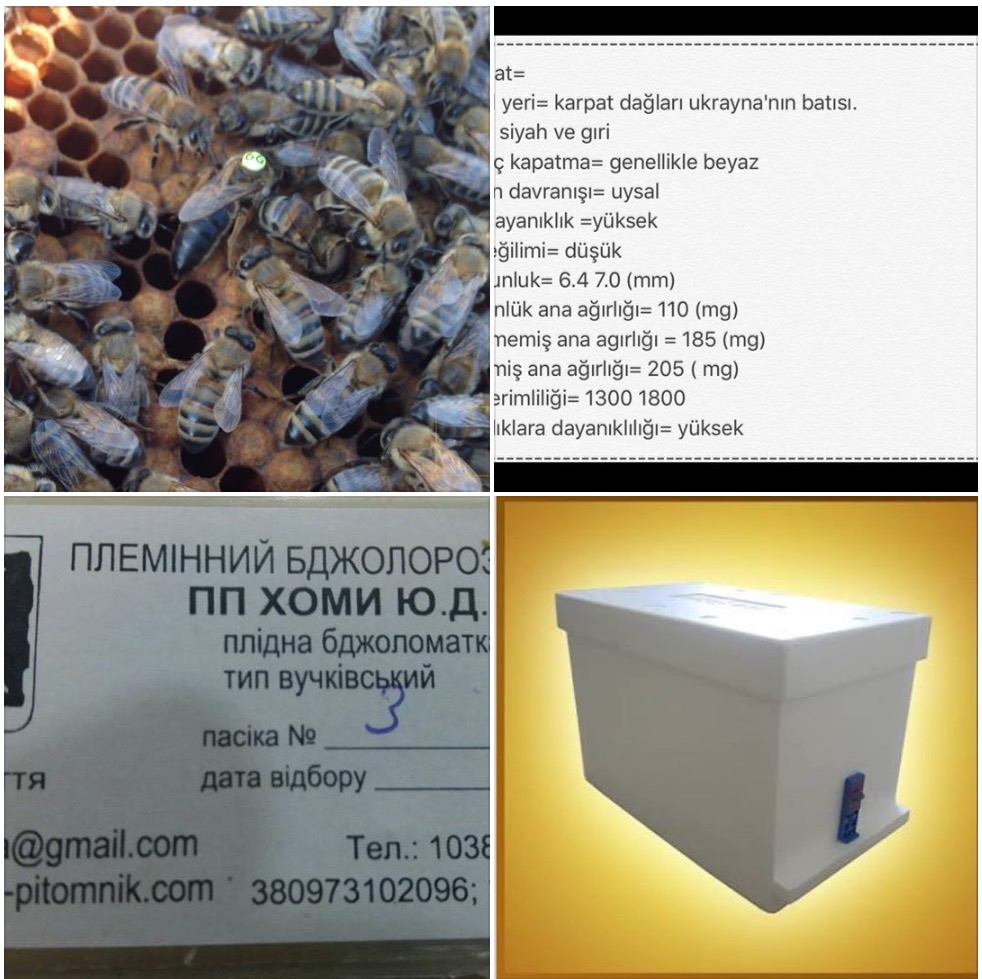 at=
yeri= karpat dağları ukrayna'nın batısı.
siyah ve gıri
ç kapatma= genellikle beyaz
n davranışı= uysal
ayanıklık =yüksek
eğilimi= düşük
unluk= 6.4 7.0 (mm)
nlük ana ağırlığı= 110 (mg)
memiş ana agırlığı = 185 (mg)
miş ana ağırlığı= 205 ( mg)
erimliliği= 1300 1800
lıklara dayanıklılığı= yüksek
ПЛЕМІННИЙ БДЖОЛОРОЗ
ПП ХОМИ Ю.Д.
плідна бджоломатк
тип вучківський
пасіка № 3
ття
дата відбору
a@gmail.com
Тел.: 1038
-pitomnik.com
380973102096;